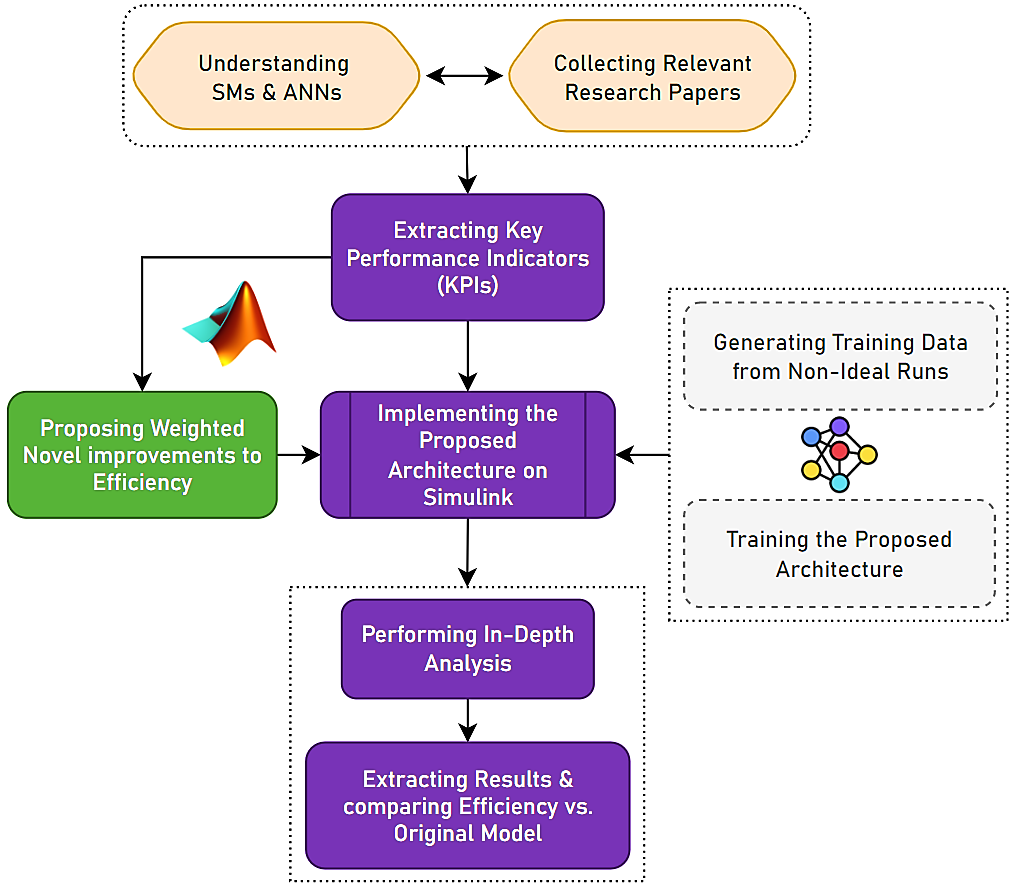 Understanding
SMs & ANNs
Collecting Relevant
Research Papers
Extracting Key
Performance Indicators
(KPIs)
Generating Training Data
from Non-Ideal Runs
Proposing Weighted
Novel improvements to
Efficiency
Implementing the
Proposed
Architecture on
Simulink
Training the Proposed
Architecture
Performing In-Depth
Analysis
Extracting Results &
comparing Efficiency vs.
Original Model